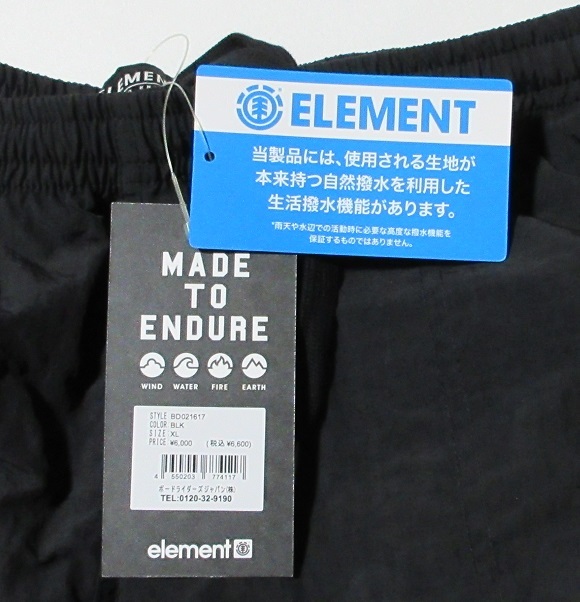 ELEMENT
ELEMENT
当製品には、使用される生地が
本来持つ自然撥水を利用した
生活撥水機能があります。
*雨天や水辺での活動時に必要な高度な撥水機能を
保証するものではありません。
MADE
TO
ENDURE
WIND WATER FIRE EARTH
STYLE: BD021617
COLOR: BLK
SIZE: XL
PRICE: ¥6,000 (税込 ¥6,600)
4 550203 774117
ボードライダーズジャパン(株)
TEL:0120-32-9190
element